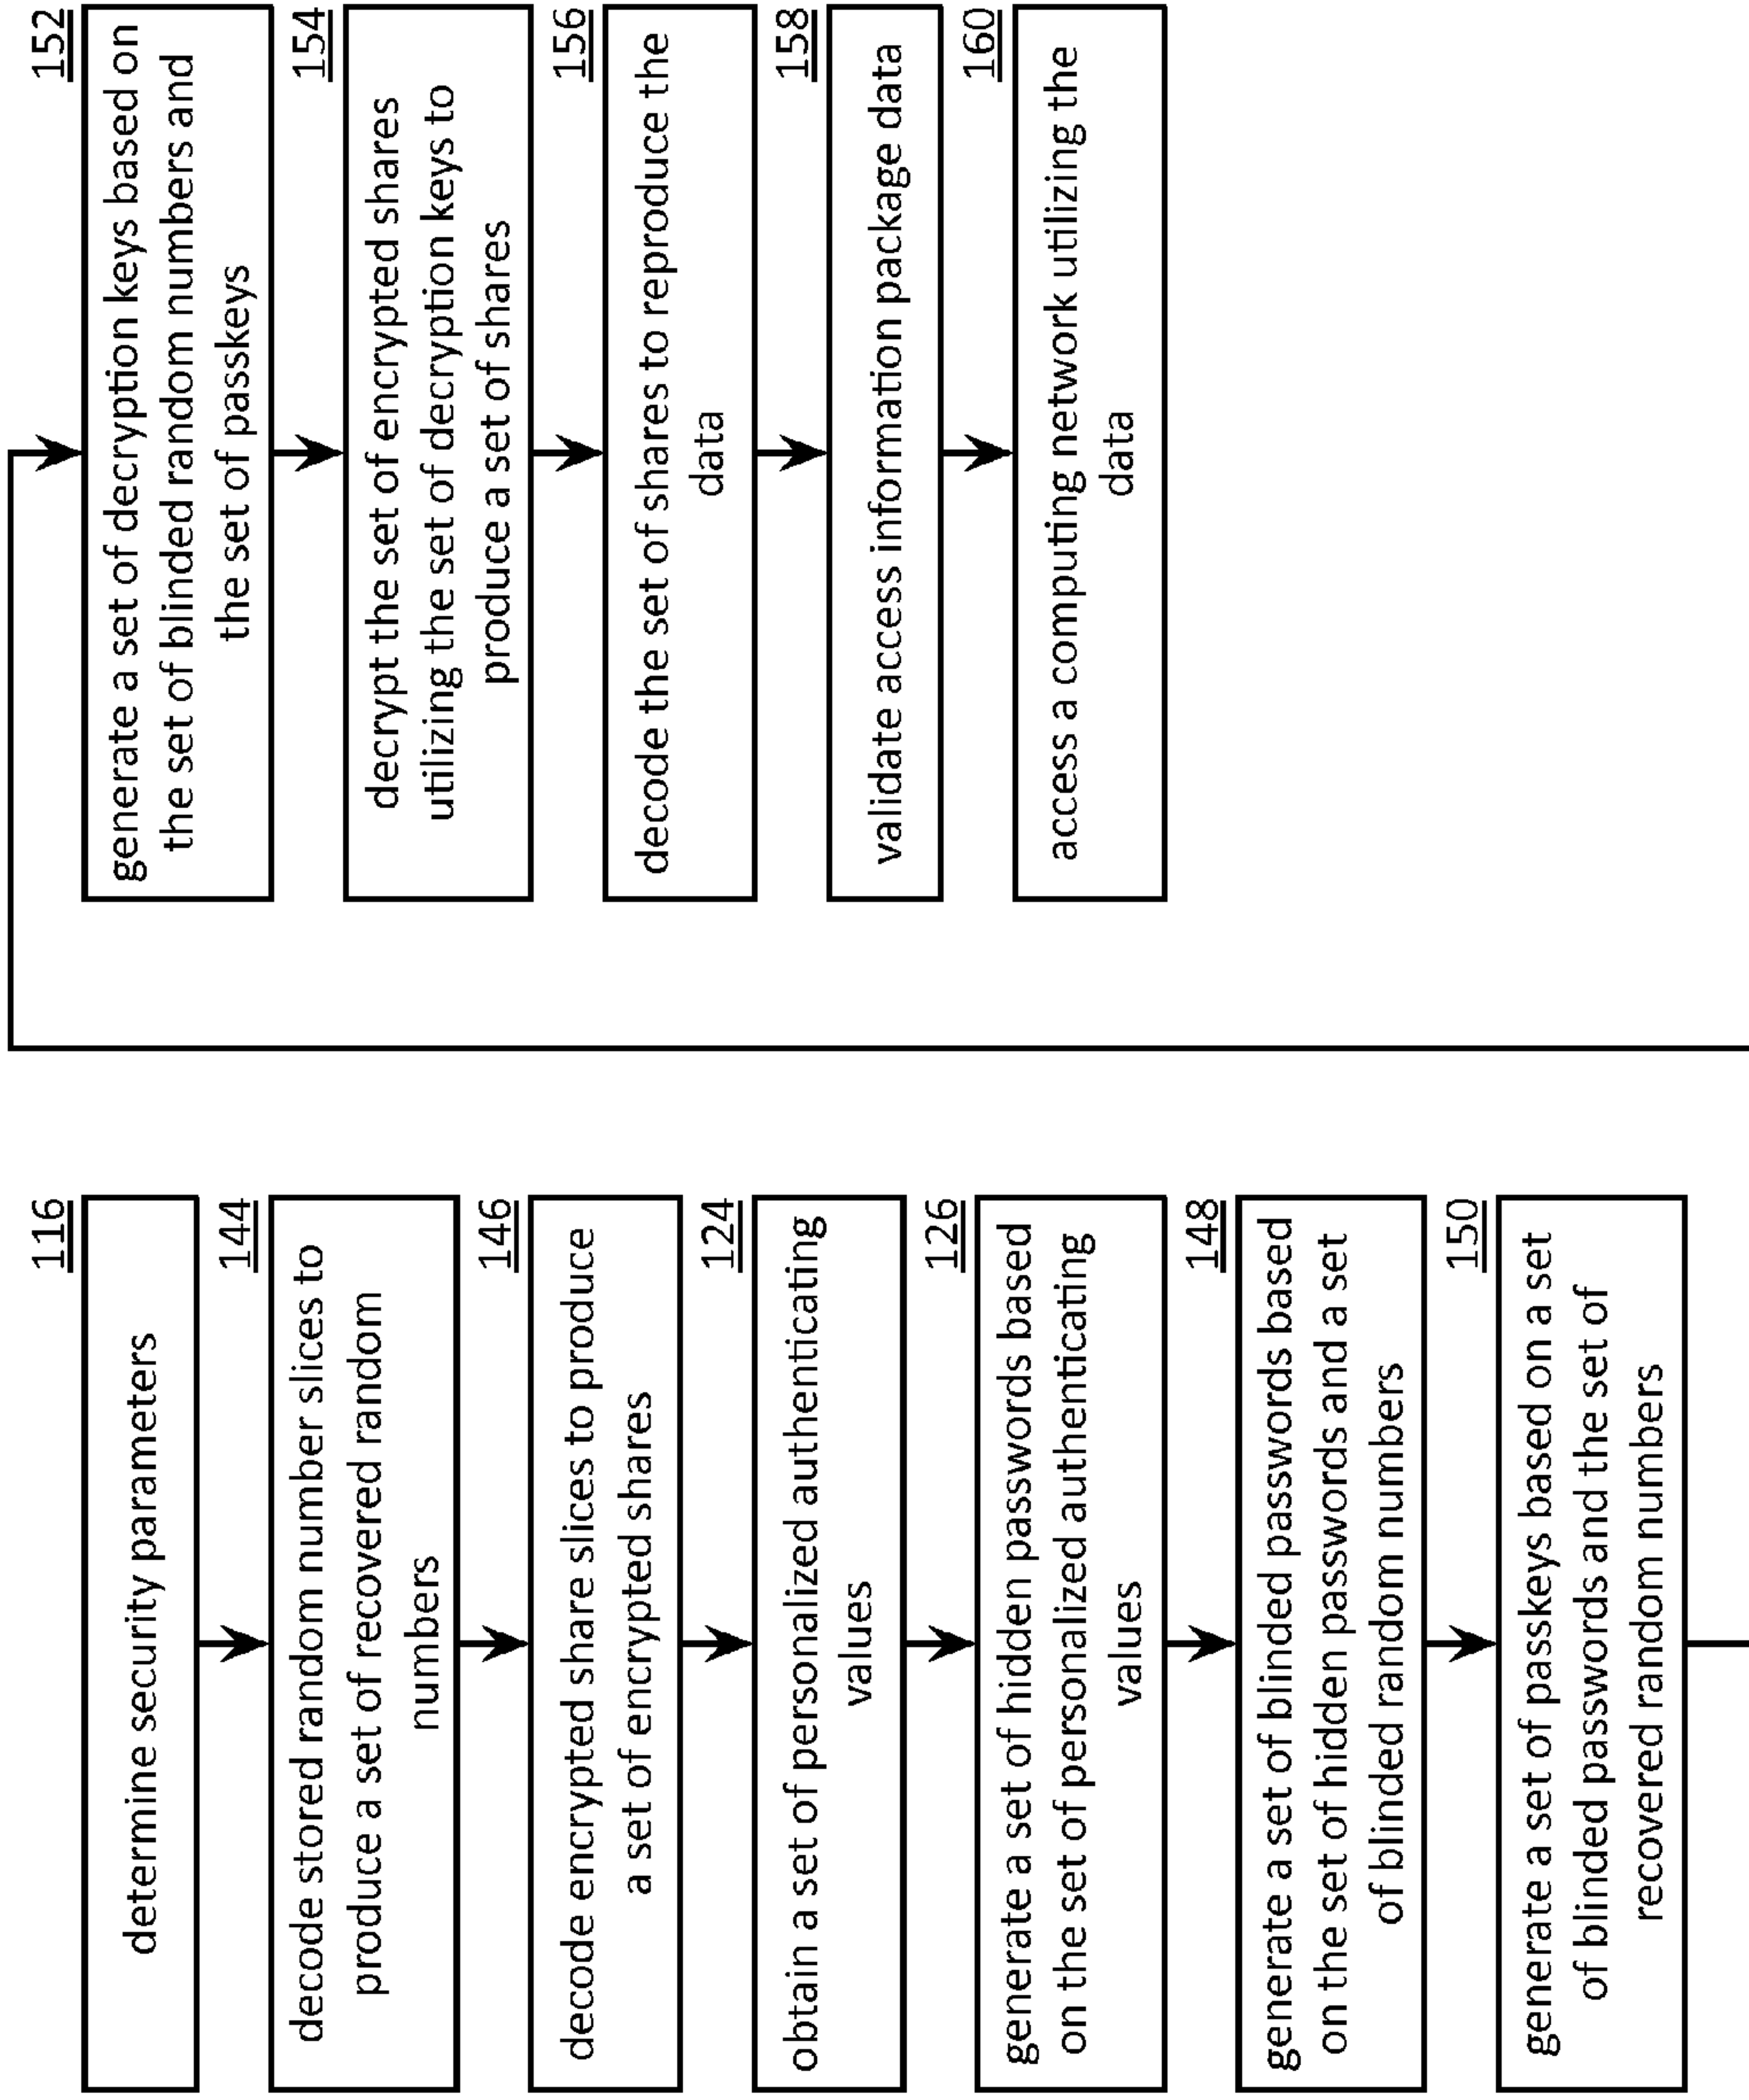 116
determine security parameters
144
decode stored random number slices to
produce a set of recovered random
numbers
146
decode encrypted share slices to produce
a set of encrypted shares
124
obtain a set of personalized authenticating
values
126
generate a set of hidden passwords based
on the set of personalized authenticating
values
148
generate a set of blinded passwords based
on the set of hidden passwords and a set
of blinded random numbers
150
generate a set of passkeys based on a set
of blinded passwords and the set of
recovered random numbers
152
generate a set of decryption keys based on
the set of blinded random numbers and
the set of passkeys
154
decrypt the set of encrypted shares
utilizing the set of decryption keys to
produce a set of shares
156
decode the set of shares to reproduce the
data
158
validate access information package data
160
access a computing network utilizing the
data